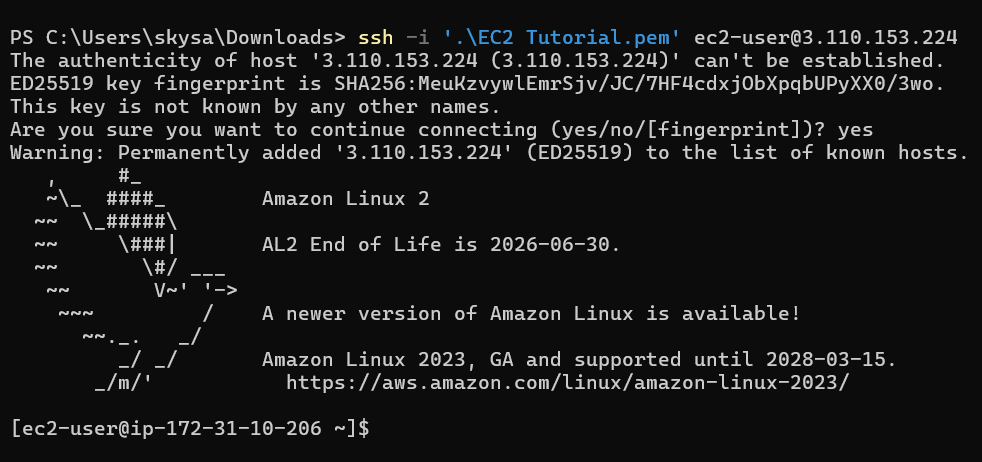 PS C:\Users\skysa\Downloads> ssh -i '.\EC2 Tutorial.pem' ec2-user@3.110.153.224
The authenticity of host '3.110.153.224 (3.110.153.224)' can't be established.
ED25519 key fingerprint is SHA256:MeuKzvywlEmrSjv/JC/7HF4cdxjObXpqbUPyXX0/3wo.
This key is not known by any other names.
Are you sure you want to continue connecting (yes/no/[fingerprint])? yes
Warning: Permanently added '3.110.153.224' (ED25519) to the list of known hosts.
   ,     #_
   ~\_  ####_        Amazon Linux 2
  ~~  \_#####\
  ~~     \###|       AL2 End of Life is 2026-06-30.
  ~~       \#/ ___
   ~~       V~' '->
    ~~~         /    A newer version of Amazon Linux is available!
      ~~._.   _/
         _/ _/       Amazon Linux 2023, GA and supported until 2028-03-15.
       _/m/'           https://aws.amazon.com/linux/amazon-linux-2023/
[ec2-user@ip-172-31-10-206 ~]$